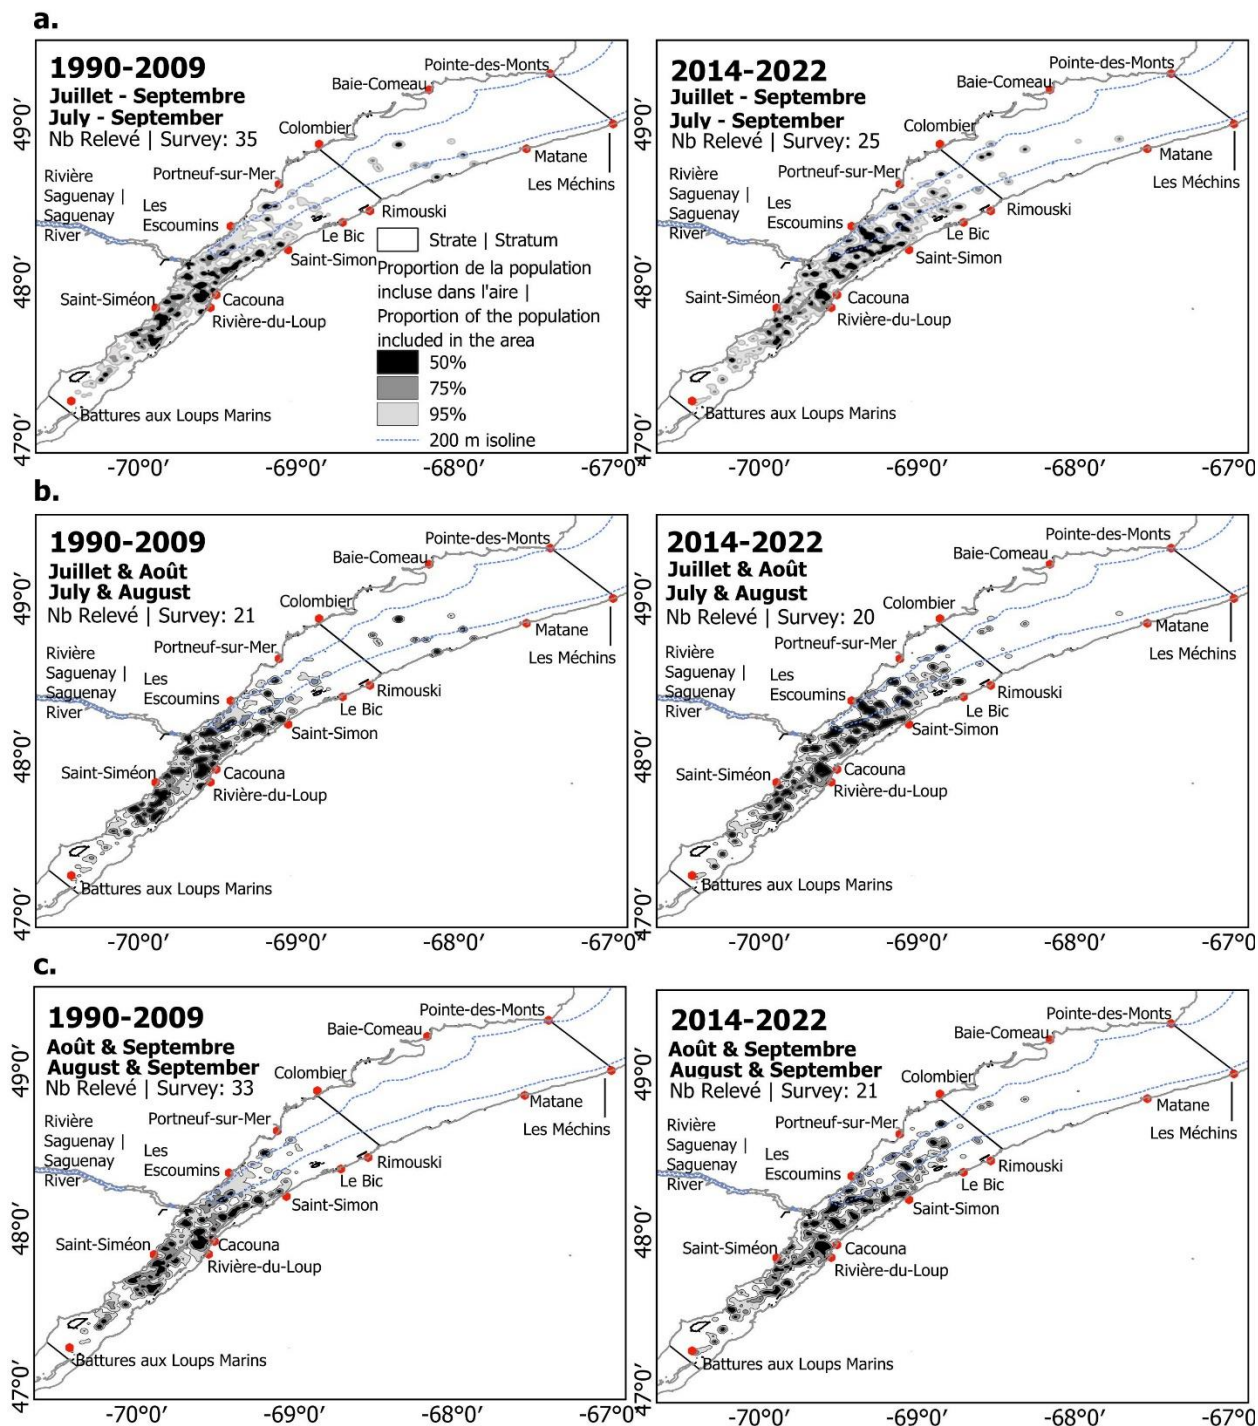 a.
1990-2009
Juillet - Septembre
July - September
Nb Relevé | Survey: 35
Pointe-des-Monts
Baie-Comeau
Colombier
Portneuf-sur-Mer
Rivière
Saguenay |
Saguenay
River
Les
Escoumins
Matane
Les Méchins
Rimouski
Le Bic
Saint-Simon
Saint-Siméon
Cacouna
Rivière-du-Loup
Battures aux Loups Marins
Strate | Stratum
Proportion de la population
incluse dans l'aire |
Proportion of the population
included in the area
50%
75%
95%
200 m isoline
49°0′
48°0′
47°0′
-70°0′
-69°0′
-68°0′
-67°0′
2014-2022
Juillet - Septembre
July - September
Nb Relevé | Survey: 25
Pointe-des-Monts
Baie-Comeau
Colombier
Portneuf-sur-Mer
Rivière
Saguenay |
Saguenay
River
Les
Escoumins
Matane
Les Méchins
Rimouski
Le Bic
Saint-Simon
Saint-Siméon
Cacouna
Rivière-du-Loup
Battures aux Loups Marins
-70°0′
-69°0′
-68°0′
-67°0
b.
1990-2009
Juillet & Août
July & August
Nb Relevé | Survey: 21
Pointe-des-Monts
Baie-Comeau
Colombier
Portneuf-sur-Mer
Rivière
Saguenay |
Saguenay
River
Les
Escoumins
Matane
Les Méchins
Rimouski
Le Bic
Saint-Simon
Saint-Siméon
Cacouna
Rivière-du-Loup
Battures aux Loups Marins
49°0′
48°0′
47°0′
-70°0′
-69°0′
-68°0′
-67°0′
2014-2022
Juillet & Août
July & August
Nb Relevé | Survey: 20
Pointe-des-Monts
Baie-Comeau
Colombier
Portneuf-sur-Mer
Rivière
Saguenay |
Saguenay
River
Les
Escoumins
Matane
Les Méchins
Rimouski
Le Bic
Saint-Simon
Saint-Siméon
Cacouna
Rivière-du-Loup
Battures aux Loups Marins
-70°0′
-69°0′
-68°0′
-67°0
c.
1990-2009
Août & Septembre
August & September
Nb Relevé | Survey: 33
Pointe-des-Monts
Baie-Comeau
Colombier
Portneuf-sur-Mer
Rivière
Saguenay |
Saguenay
River
Les
Escoumins
Matane
Les Méchins
Rimouski
Le Bic
Saint-Simon
Saint-Siméon
Cacouna
Rivière-du-Loup
Battures aux Loups Marins
49°0′
48°0′
47°0′
-70°0′
-69°0′
-68°0′
-67°0′
2014-2022
Août & Septembre
August & September
Nb Relevé | Survey: 21
Pointe-des-Monts
Baie-Comeau
Colombier
Portneuf-sur-Mer
Rivière
Saguenay |
Saguenay
River
Les
Escoumins
Matane
Les Méchins
Rimouski
Le Bic
Saint-Simon
Saint-Siméon
Cacouna
Rivière-du-Loup
Battures aux Loups Marins
-70°0′
-69°0′
-68°0′
-67°0